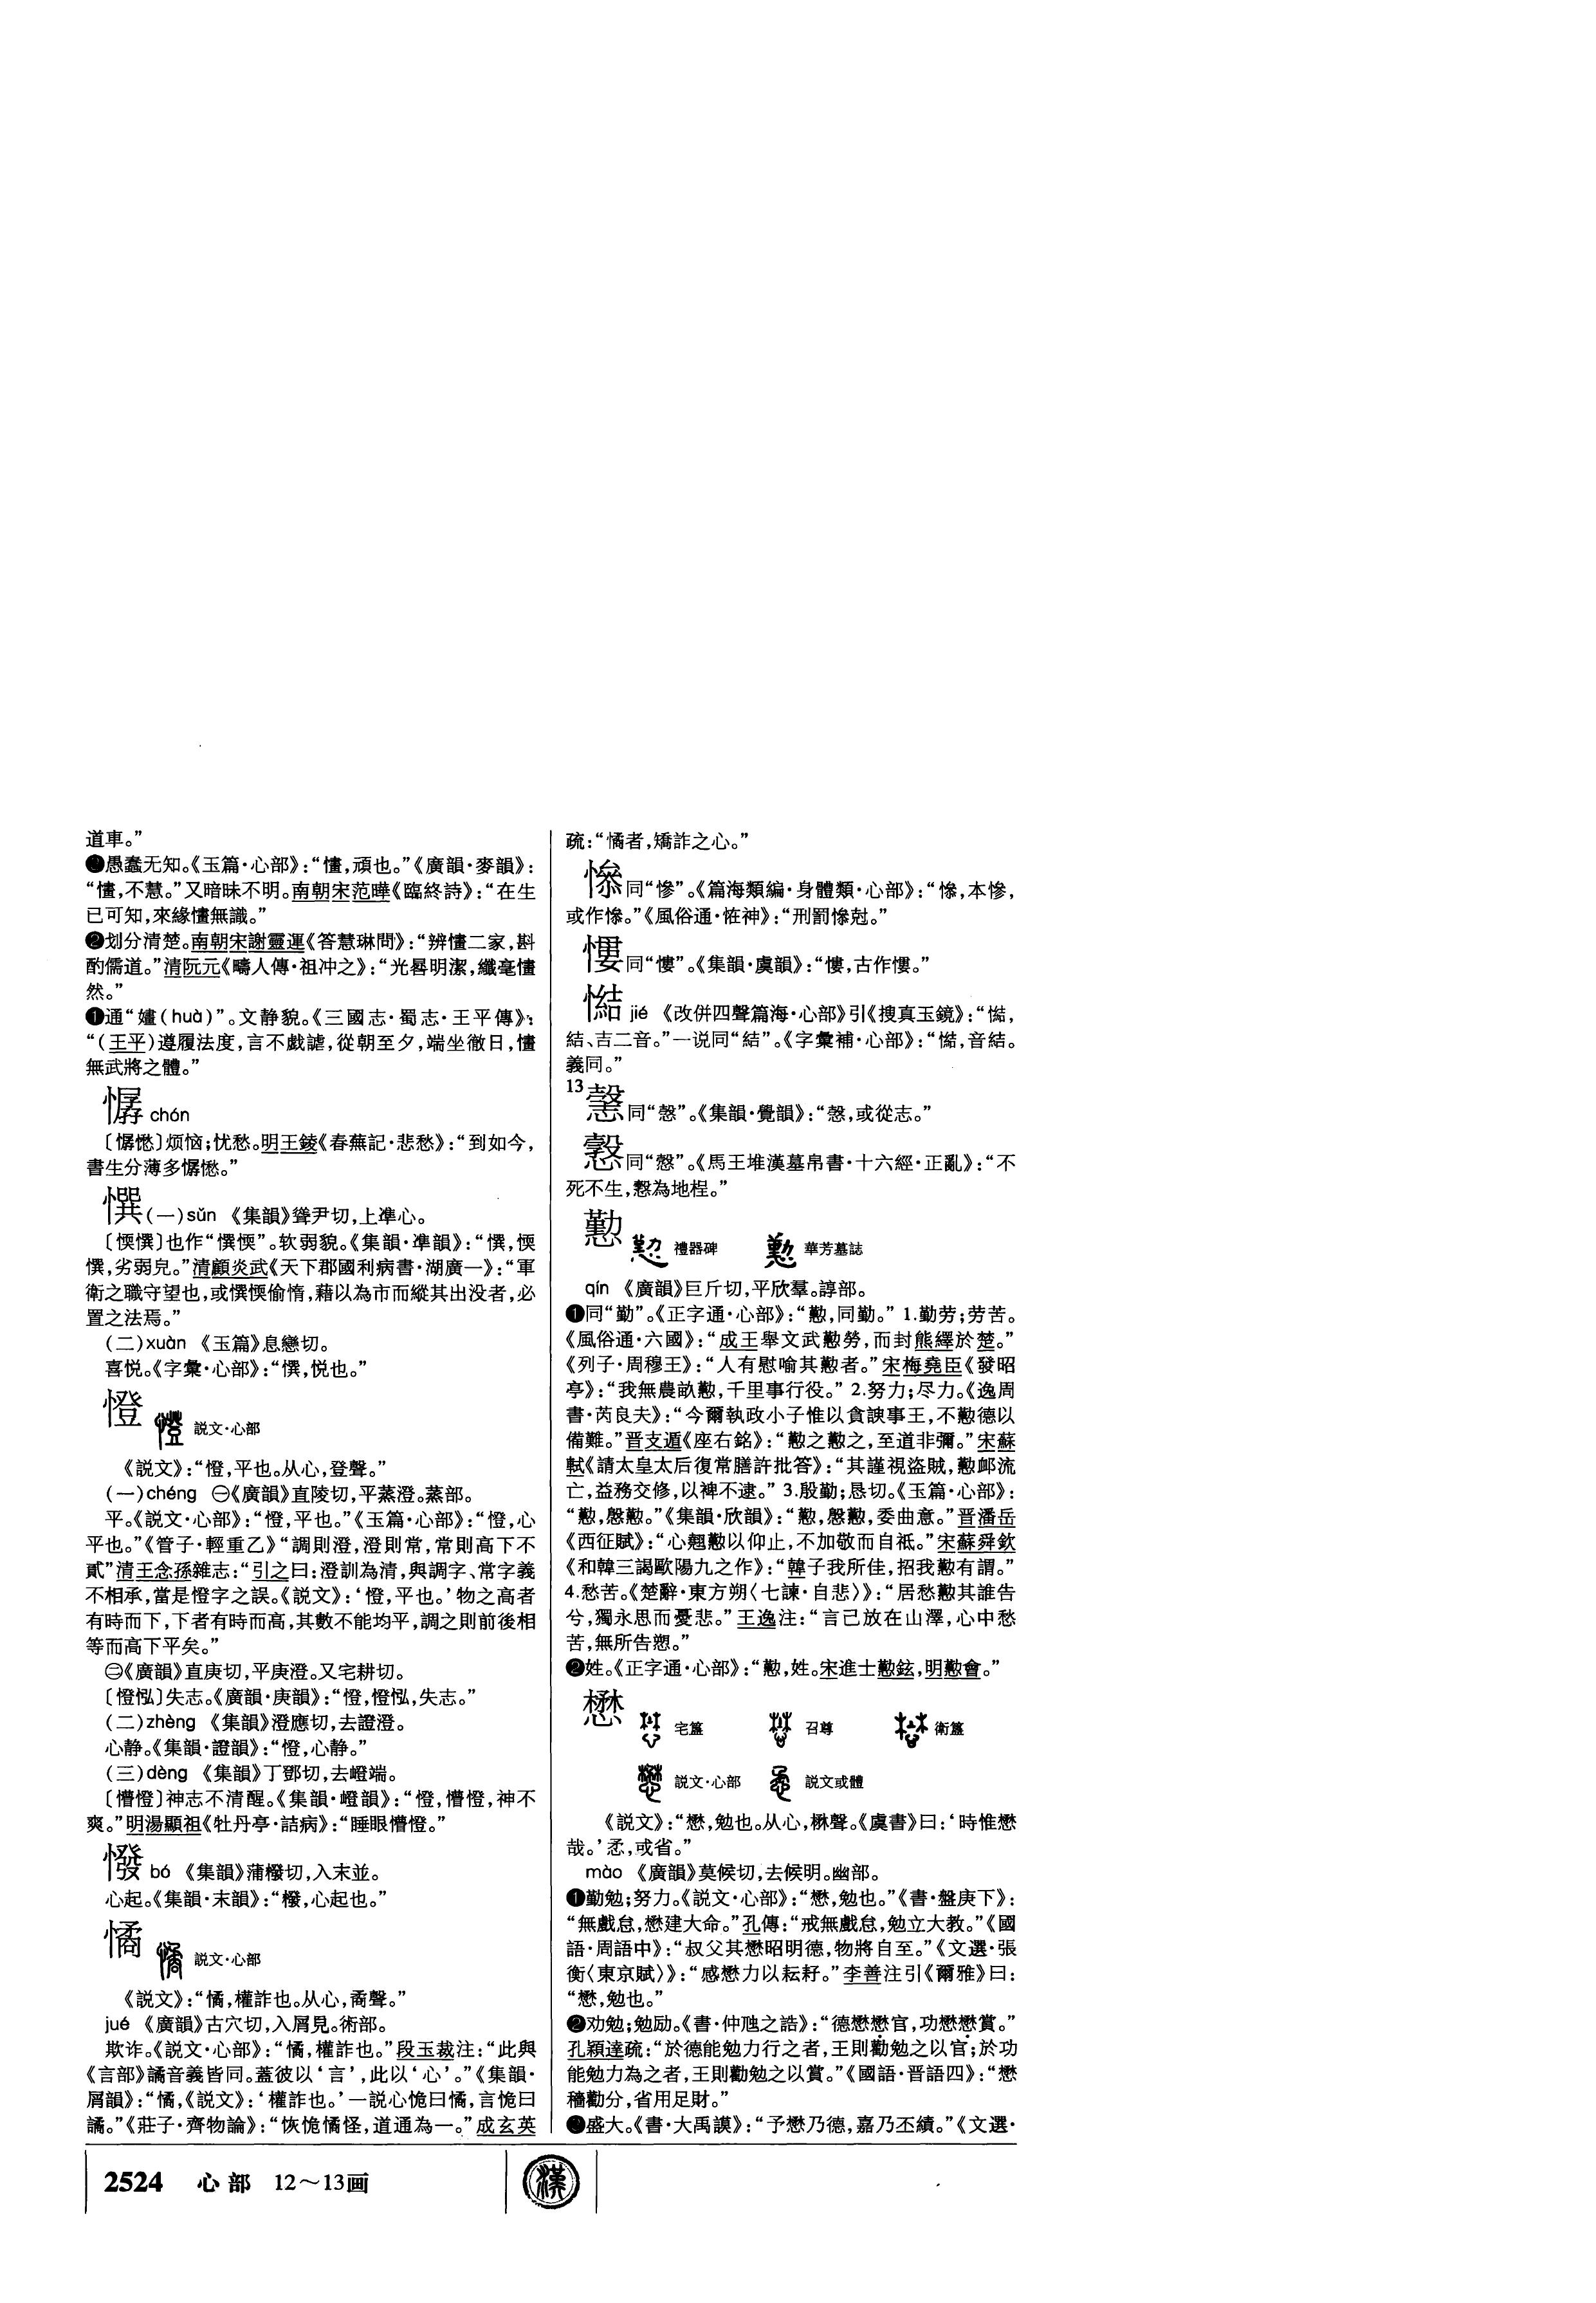 道車。”
❸愚蠢无知。《玉篇·心部》：“㦎，頑也。”《廣韻·麥韻》：
“㦎，不慧。”又暗昧不明。南朝宋范曄《臨終詩》：“在生
已可知，來緣㦎無識。”
❷划分清楚。南朝宋謝靈運《答慧琳問》：“辨㦎二家，斟
酌儒道。”清阮元《疇人傳·祖冲之》：“光晷明潔，纖毫㦎
然。”
❶通“嫿(huà)”。文静貌。《三國志·蜀志·王平傳》：
“(王平)遵履法度，言不戲謔，從朝至夕，端坐徹日，㦎
無武將之體。”
chón
〔憏愁〕烦恼；忧愁。明王錂《春蕪記·悲愁》：“到如今，
書生分薄多愁。”
僎(一)sǔn 《集韻》聳尹切，上凖心。
〔愞㦏〕也作“㦏愞”。软弱貌。《集韻·凖韻》：“㦏，愞
㦏，劣弱皃。”清顧炎武《天下郡國利病書·湖廣一》：“軍
衛之職守望也，或㦏愞偷惰，藉以為市而縱其出没者，必
置之法焉。”
(二)xuàn 《玉篇》息戀切。
喜悦。《字彙·心部》：“㦏，悦也。”
憕 説文·心部
《説文》：“憕，平也。从心，登聲。”
(一)chéng ㊀《廣韻》直陵切，平蒸澄。蒸部。
平。《説文·心部》：“憕，平也。”《玉篇·心部》：“憕，心
平也。”《管子·輕重乙》“調則澄，澄則常，常則高下不
貳”清王念孫雜志：“引之曰：澄訓為清，與調字、常字義
不相承，當是憕字之誤。《説文》：‘憕，平也。’物之高者
有時而下，下者有時而高，其數不能均平，調之則前後相
等而高下平矣。”
㊁《廣韻》直庚切，平庚澄。又宅耕切。
〔憕㳶〕失志。《廣韻·庚韻》：“憕，憕，失志。”
(二)zhèng 《集韻》澄應切，去證澄。
心静。《集韻·證韻》：“憕，心静。”
(三)dèng 《集韻》丁鄧切，去嶝端。
〔懵憕〕神志不清醒。《集韻·嶝韻》：“憕，懵憕，神不
爽。”明湯顯祖《牡丹亭·詰病》：“睡眼懵憕。”
bó 《集韻》蒲橃切，入末並。
心起。《集韻·末韻》：“橃，心起也。”
憰 説文·心部
《説文》：“憰，權詐也。从心，矞聲。”
jué 《廣韻》古穴切，入屑見。術部。
欺诈。《説文·心部》：“憰，權詐也。”段玉裁注：“此與
《言部》譎音義皆同。蓋彼以‘言’，此以‘心’。”《集韻·
屑韻》：“憰，《説文》：‘權詐也。’一説心恑曰憰，言恑曰
譎。”《莊子·齊物論》：“恢恑憰怪，道通為一。”成玄英
疏：“憰者，矯詐之心。”
同“慘”。《篇海類編·身體類·心部》：“，本慘，
或作。”《風俗通·恠神》：“刑罰尅。”
同“慺”。《集韻·虞韻》：“慺，古作。”
jié 《改併四聲篇海·心部》引《搜真玉鏡》：“，
結、吉二音。”一说同“結”。《字彙補·心部》：“，音結。
義同。”
13
同“愨”。《集韻·覺韻》：“愨，或從志。”
同“慤”。《馬王堆漢墓帛書·十六經·正亂》：“不
死不生，愨為地桯。”
懃 禮器碑 華芳墓誌
qín 《廣韻》巨斤切，平欣羣。諄部。
❶同“勤”。《正字通·心部》：“懃，同勤。” 1.勤劳；劳苦。
《風俗通·六國》：“成王舉文武懃勞，而封熊繹於楚。”
《列子·周穆王》：“人有慰喻其懃者。”宋梅堯臣《發昭
亭》：“我無農畝懃，千里事行役。” 2.努力；尽力。《逸周
書·芮良夫》：“今爾執政小子惟以貪諛事王，不懃德以
備難。”晋支遁《座右銘》：“懃之懃之，至道非彌。”宋蘇
軾《請太皇太后復常膳許批答》：“其謹視盜賊，懃卹流
亡，益務交修，以裨不逮。” 3.殷勤；恳切。《玉篇·心部》：
“懃，慇懃。”《集韻·欣韻》：“懃，慇懃，委曲意。”晋潘岳
《西征賦》：“心翹懃以仰止，不加敬而自祗。”宋蘇舜欽
《和韓三謁歐陽九之作》：“韓子我所佳，招我懃有謂。”
4.愁苦。《楚辭·東方朔〈七諫·自悲〉》：“居愁懃其誰告
兮，獨永思而憂悲。”王逸注：“言己放在山澤，心中愁
苦，無所告愬。”
❷姓。《正字通·心部》：“懃，姓。宋進士懃鉉，明懃會。”
懋 宅簋 召尊 衛簋
説文·心部 説文或體
《説文》：“懋，勉也。从心，楙聲。《虞書》曰：‘時惟懋
哉。’孞，或省。”
mào 《廣韻》莫候切，去候明。幽部。
❶勤勉；努力。《説文·心部》：“懋，勉也。”《書·盤庚下》：
“無戲怠，懋建大命。”孔傳：“戒無戲怠，勉立大教。”《國
語·周語中》：“叔父其懋昭明德，物將自至。”《文選·張
衡〈東京賦〉》：“感懋力以耘耔。”李善注引《爾雅》曰：
“懋，勉也。”
❷劝勉；勉励。《書·仲虺之誥》：“德懋懋官，功懋懋賞。”
孔穎達疏：“於德能勉力行之者，王則勸勉之以官；於功
能勉力為之者，王則勸勉之以賞。”《國語·晋語四》：“懋
穡勸分，省用足財。”
❸盛大。《書·大禹謨》：“予懋乃德，嘉乃丕績。”《文選·
2524 心部 12～13画
漢